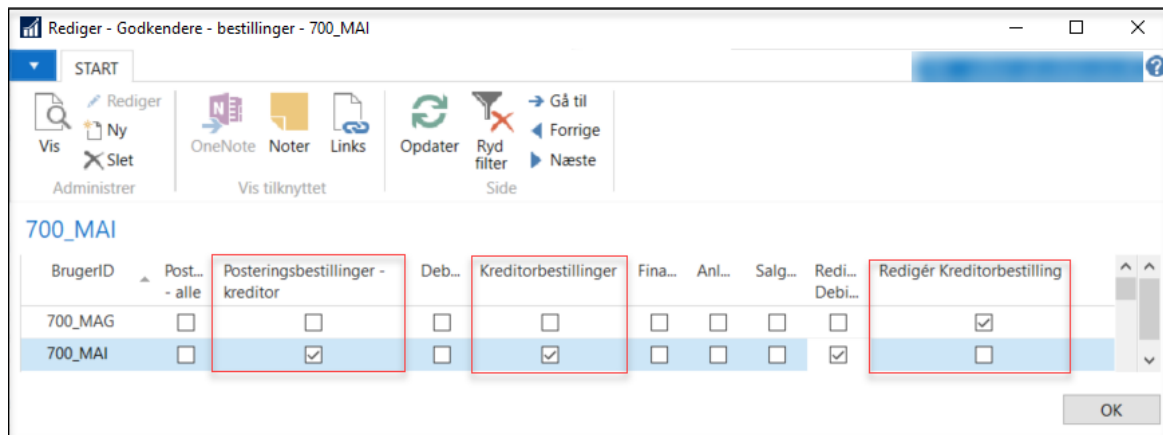 Rediger - Godkendere - bestillinger - 700_MAI
START
Vis
Rediger
Ny
Slet
OneNote
Noter
Links
Opdater
Ryd
filter
Gå til
Forrige
Næste
Administrer
Vis tilknyttet
Side
700_MAI
BrugerID Post... Posteringsbestillinger - Deb... Kreditorbestillinger Fina... Anl... Salg... Redi... Redigér Kreditorbestilling
- alle kreditor Debi...
700_MAG
700_MAI
OK